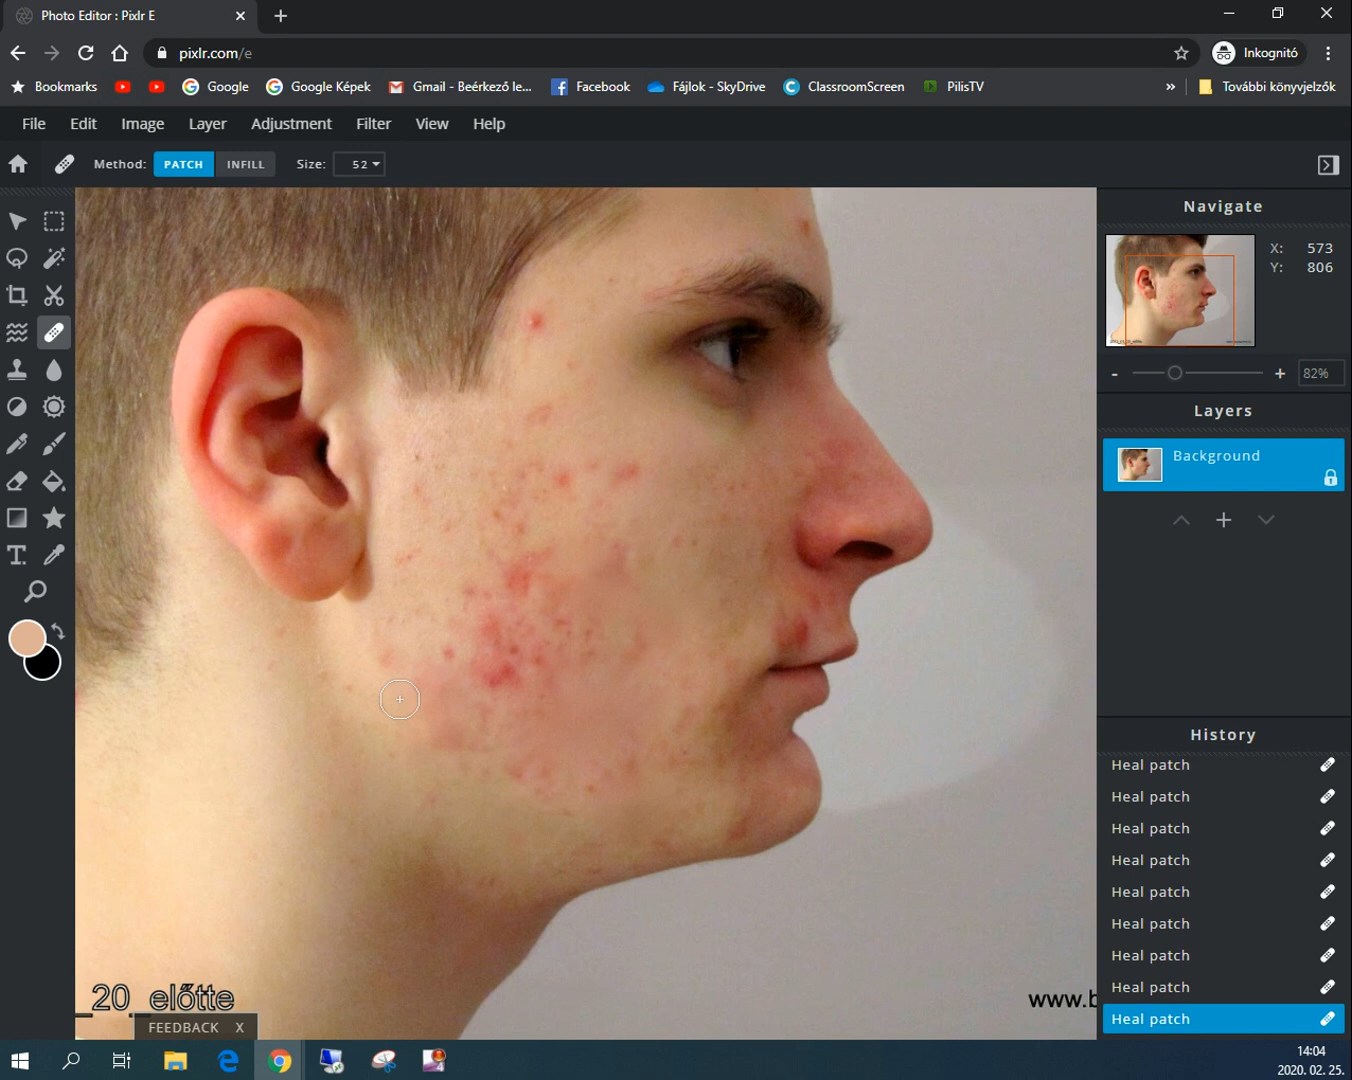 Photo Editor : Pixlr E
pixlr.com/e
Inkognitó
Bookmarks
Google
Google Képek
Gmail - Beérkező le...
Facebook
Fájlok - SkyDrive
ClassroomScreen
PilisTV
»
További könyvjelzők
File Edit Image Layer Adjustment Filter View Help
Method: PATCH INFILL Size: 52
Navigate
X: 573
Y: 806
- + 82%
Layers
Background
History
Heal patch
Heal patch
Heal patch
Heal patch
Heal patch
Heal patch
Heal patch
Heal patch
Heal patch
_20_előtte
www.b
FEEDBACK X
14:04
2020. 02. 25.